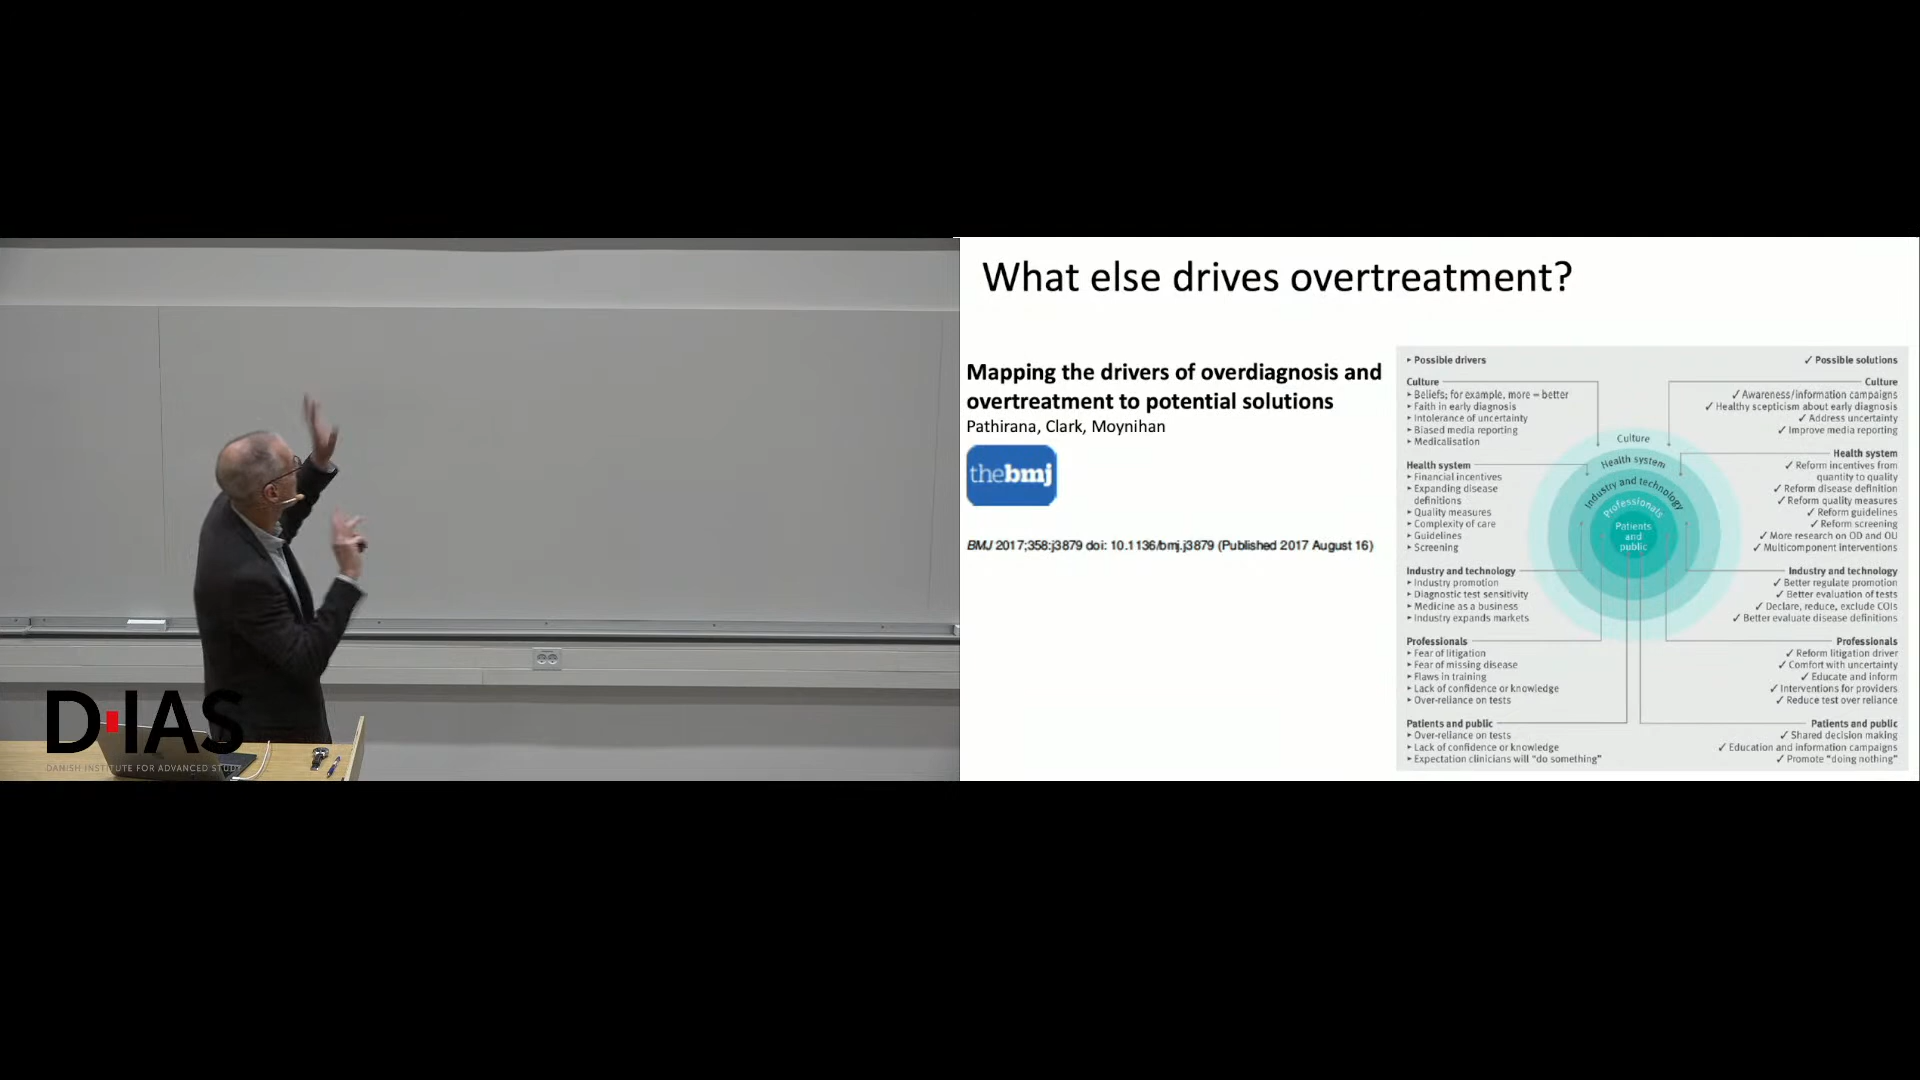 D-IAS
DANISH INSTITUTE FOR ADVANCED STUDY
What else drives overtreatment?
Mapping the drivers of overdiagnosis and
overtreatment to potential solutions
Pathirana, Clark, Moynihan
thebmj
BMJ 2017;358:j3879 doi: 10.1136/bmj.j3879 (Published 2017 August 16)
▸ Possible drivers
Culture
▸ Beliefs; for example, more = better
▸ Faith in early diagnosis
▸ Intolerance of uncertainty
▸ Biased media reporting
▸ Medicalisation
Health system
▸ Financial incentives
▸ Expanding disease
definitions
▸ Quality measures
▸ Complexity of care
▸ Guidelines
▸ Screening
Industry and technology
▸ Industry promotion
▸ Diagnostic test sensitivity
▸ Medicine as a business
▸ Industry expands markets
Professionals
▸ Fear of litigation
▸ Fear of missing disease
▸ Flaws in training
▸ Lack of confidence or knowledge
▸ Over-reliance on tests
Patients and public
▸ Over-reliance on tests
▸ Lack of confidence or knowledge
▸ Expectation clinicians will “do something”
Culture
Health system
Industry and technology
Professionals
Patients
and
public
✓ Possible solutions
Culture
✓ Awareness/information campaigns
✓ Healthy scepticism about early diagnosis
✓ Address uncertainty
✓ Improve media reporting
Health system
✓ Reform incentives from
quantity to quality
✓ Reform disease definition
✓ Reform quality measures
✓ Reform guidelines
✓ Reform screening
✓ More research on OD and OU
✓ Multicomponent interventions
Industry and technology
✓ Better regulate promotion
✓ Better evaluation of tests
✓ Declare, reduce, exclude COIs
✓ Better evaluate disease definitions
Professionals
✓ Reform litigation driver
✓ Comfort with uncertainty
✓ Educate and inform
✓ Interventions for providers
✓ Reduce test over reliance
Patients and public
✓ Shared decision making
✓ Education and information campaigns
✓ Promote “doing nothing”